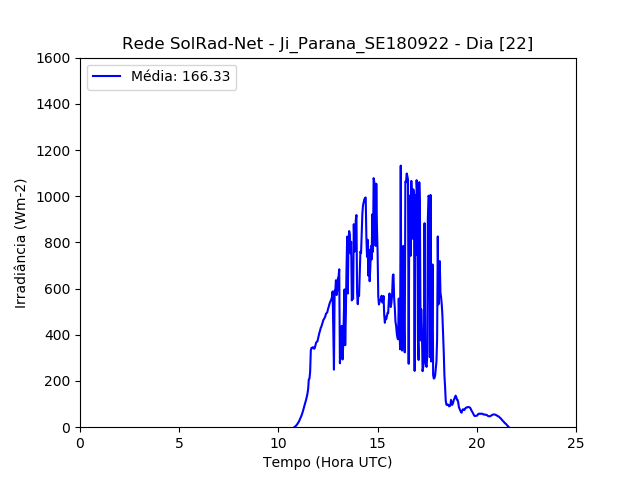 Rede SolRad-Net - Ji_Parana_SE180922 - Dia [22]
Média: 166.33
Irradiância (Wm-2)
1600
1400
1200
1000
800
600
400
200
0
0 5 10 15 20 25
Tempo (Hora UTC)